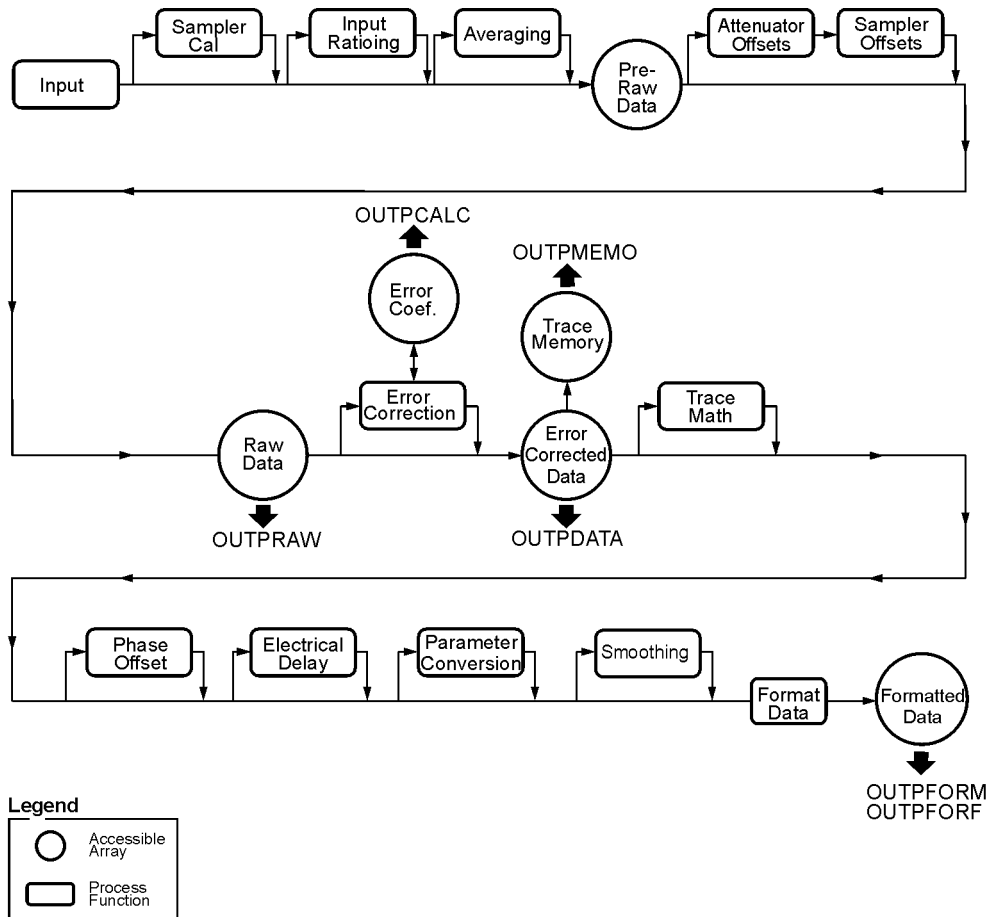 Sampler
Cal
Input
Ratioing
Averaging
Attenuator
Offsets
Sampler
Offsets
Input
Pre-
Raw
Data
OUTPCALC
OUTPMEMO
Error
Coef.
Trace
Memory
Error
Correction
Trace
Math
Raw
Data
Error
Corrected
Data
OUTPRAW
OUTPDATA
Phase
Offset
Electrical
Delay
Parameter
Conversion
Smoothing
Format
Data
Formatted
Data
OUTPFORM
OUTPFORF
Legend
Accessible
Array
Process
Function